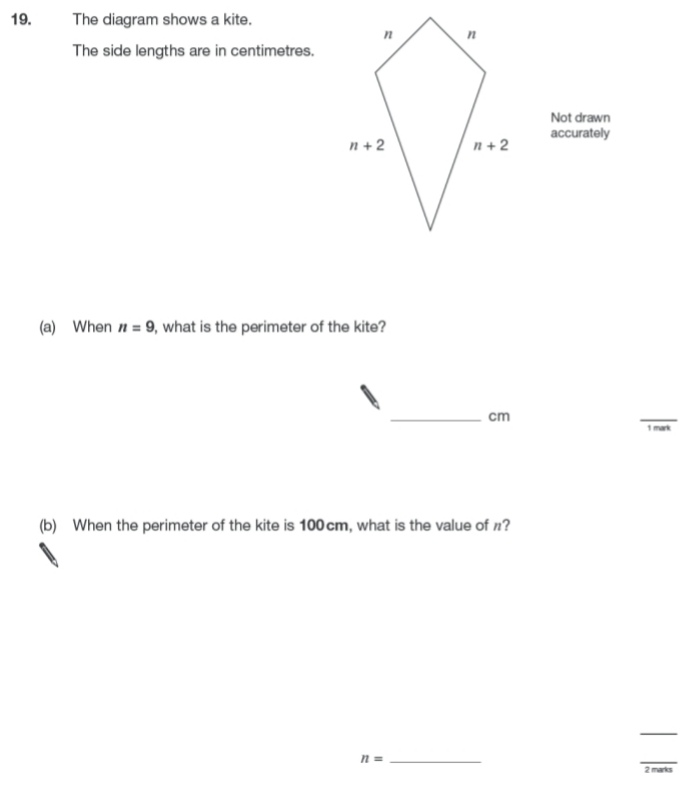 19. The diagram shows a kite.
The side lengths are in centimetres.
n n
n + 2 n + 2
Not drawn
accurately
(a) When n = 9, what is the perimeter of the kite?
cm
1 mark
(b) When the perimeter of the kite is 100 cm, what is the value of n?
n =
2 marks